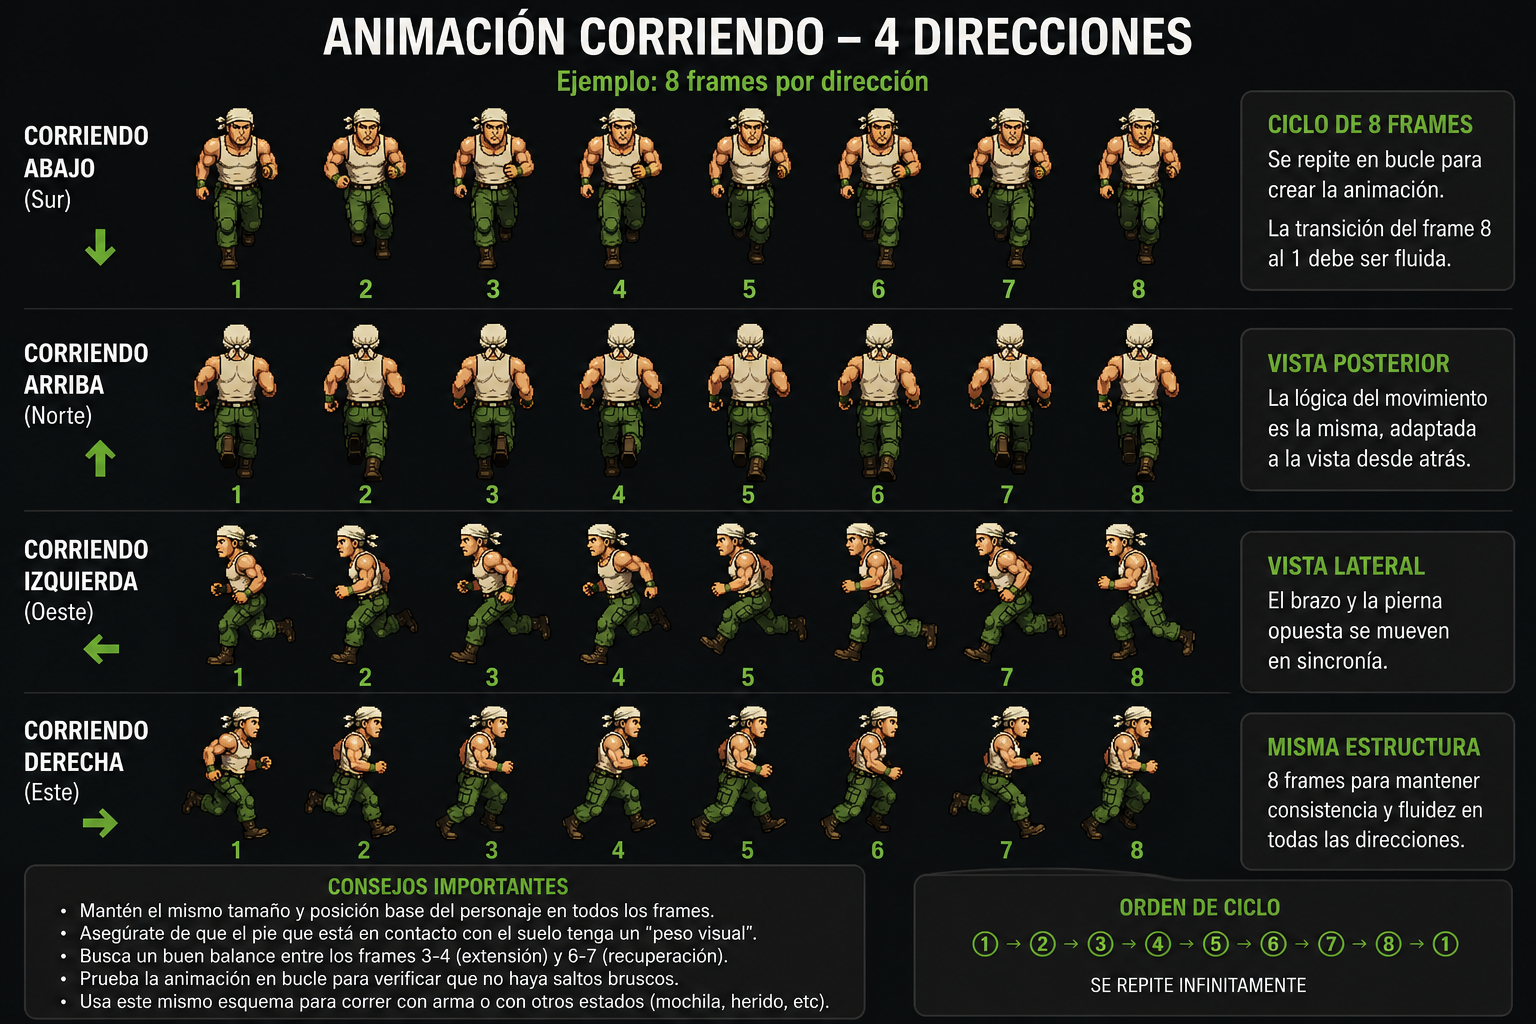 ANIMACIÓN CORRIENDO – 4 DIRECCIONES
Ejemplo: 8 frames por dirección
CORRIENDO
ABAJO
(Sur)
1 2 3 4 5 6 7 8
CICLO DE 8 FRAMES
Se repite en bucle para
crear la animación.
La transición del frame 8
al 1 debe ser fluida.
CORRIENDO
ARRIBA
(Norte)
1 2 3 4 5 6 7 8
VISTA POSTERIOR
La lógica del movimiento
es la misma, adaptada
a la vista desde atrás.
CORRIENDO
IZQUIERDA
(Oeste)
1 2 3 4 5 6 7 8
VISTA LATERAL
El brazo y la pierna
opuesta se mueven
en sincronía.
CORRIENDO
DERECHA
(Este)
1 2 3 4 5 6 7 8
MISMA ESTRUCTURA
8 frames para mantener
consistencia y fluidez en
todas las direcciones.
CONSEJOS IMPORTANTES
• Mantén el mismo tamaño y posición base del personaje en todos los frames.
• Asegúrate de que el pie que está en contacto con el suelo tenga un “peso visual”.
• Busca un buen balance entre los frames 3-4 (extensión) y 6-7 (recuperación).
• Prueba la animación en bucle para verificar que no haya saltos bruscos.
• Usa este mismo esquema para correr con arma o con otros estados (mochila, herido, etc).
ORDEN DE CICLO
1 → 2 → 3 → 4 → 5 → 6 → 7 → 8 → 1
SE REPITE INFINITAMENTE